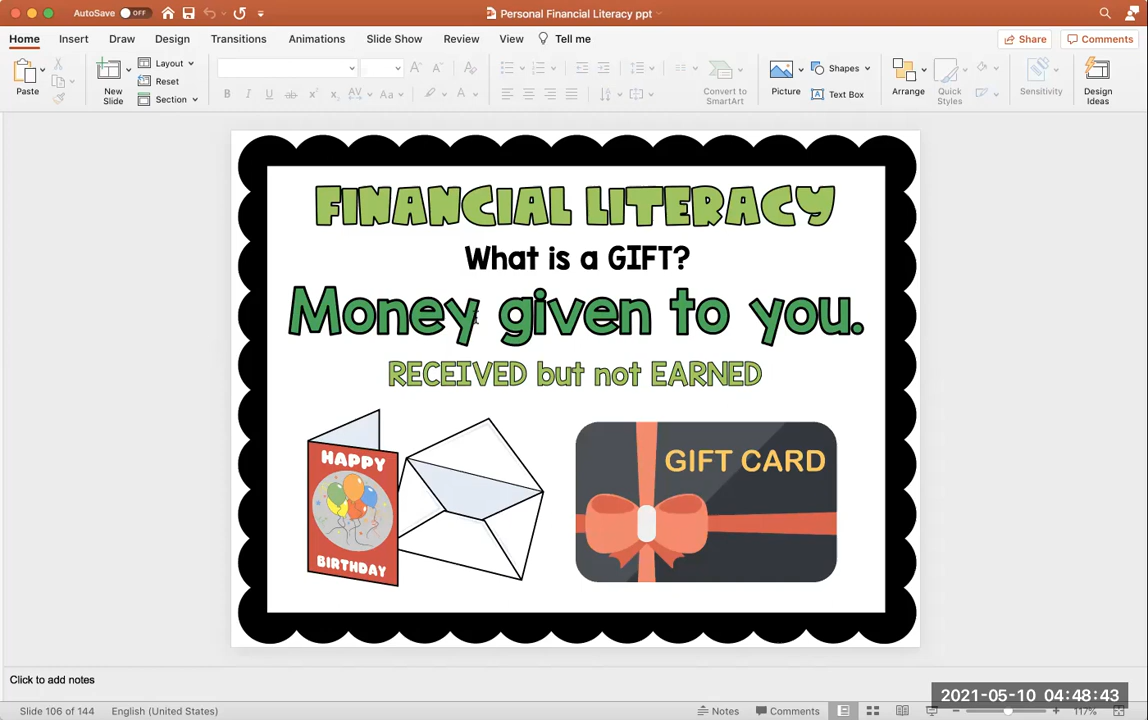 AutoSave OFF
Personal Financial Literacy ppt
Home Insert Draw Design Transitions Animations Slide Show Review View Tell me Share Comments
Paste
New Slide
Layout
Reset
Section
Convert to SmartArt
Picture
Shapes
Text Box
Arrange
Quick Styles
Sensitivity
Design Ideas
FINANCIAL LITERACY
What is a GIFT?
Money given to you.
RECEIVED but not EARNED
HAPPY
BIRTHDAY
GIFT CARD
Click to add notes
2021-05-10 04:48:43
Slide 106 of 144 English (United States) Notes Comments 117%